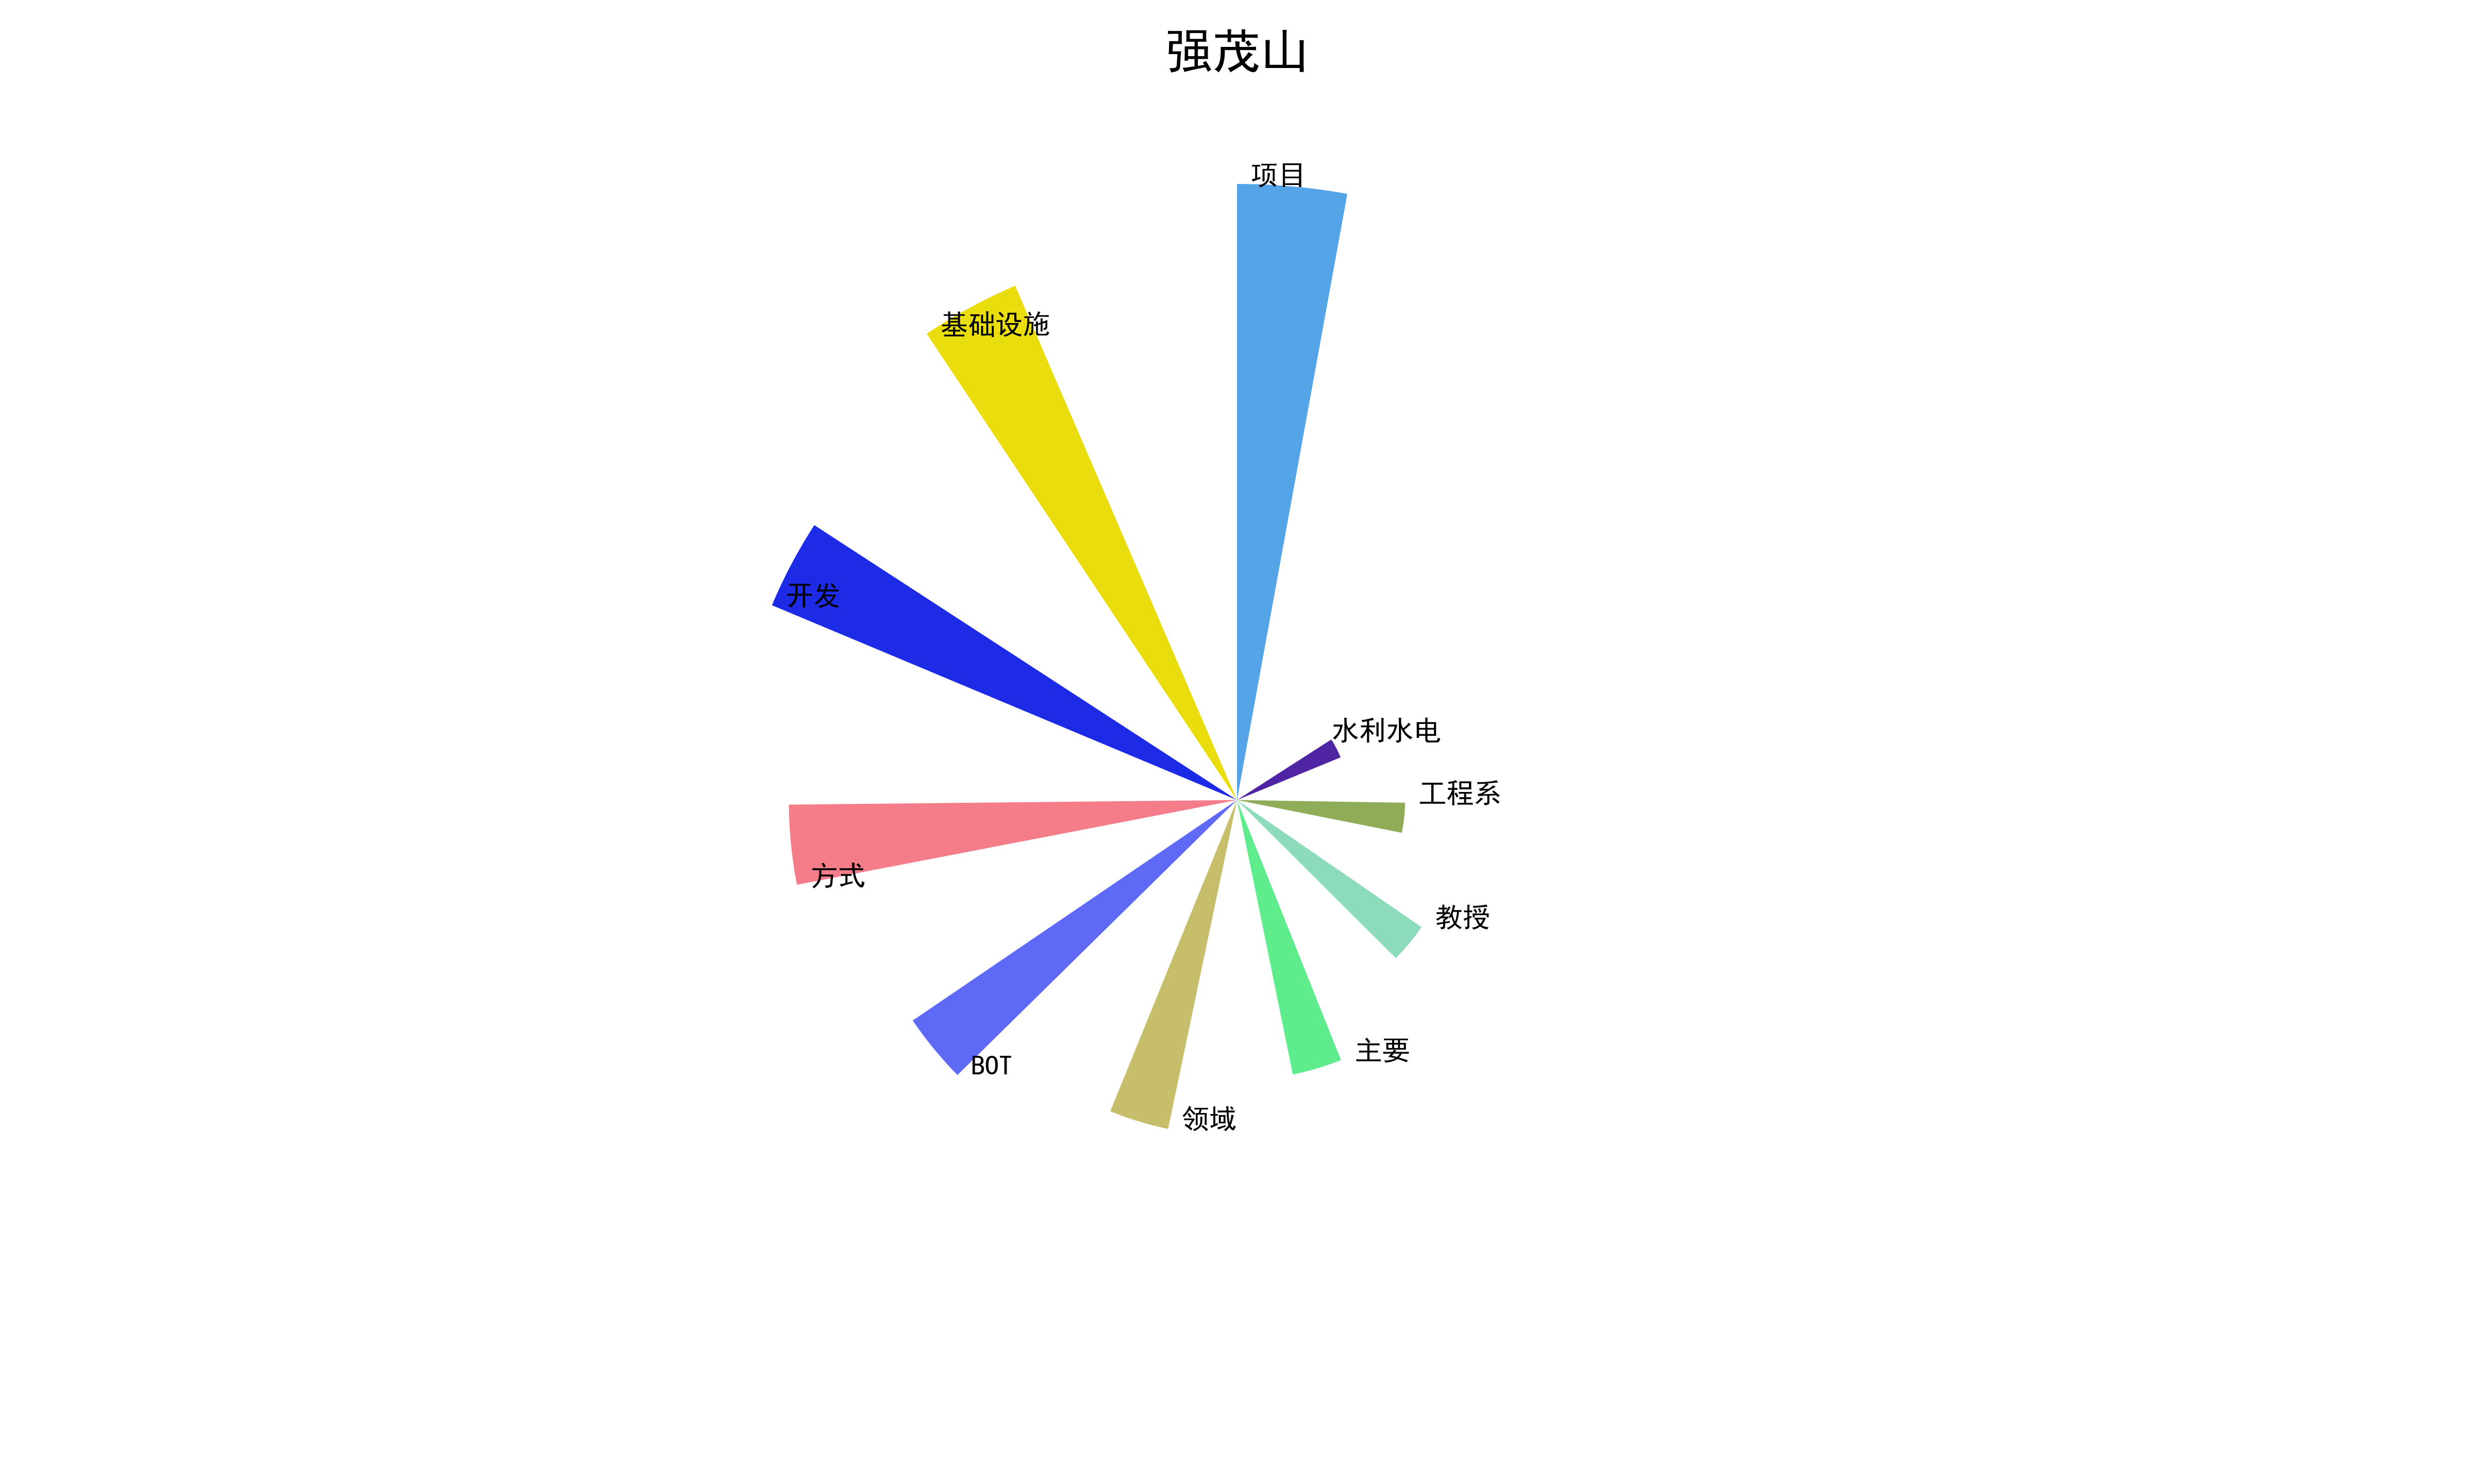 强茂山
项目
基础设施
开发
水利水电
工程系
方式
教授
主要
BOT
领域